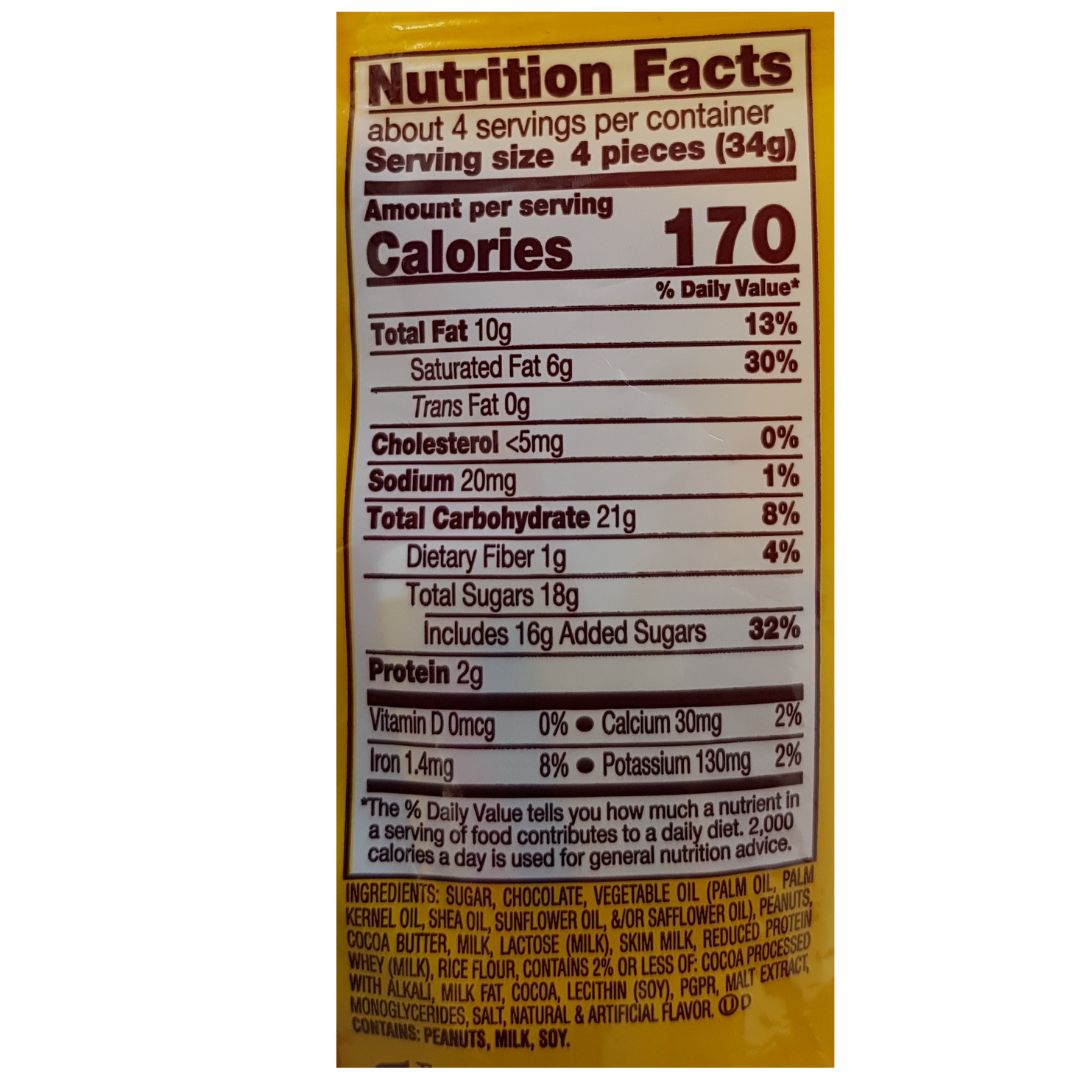 Nutrition Facts
about 4 servings per container
Serving size 4 pieces (34g)
Amount per serving
Calories 170
% Daily Value*
Total Fat 10g 13%
Saturated Fat 6g 30%
Trans Fat 0g
Cholesterol <5mg 0%
Sodium 20mg 1%
Total Carbohydrate 21g 8%
Dietary Fiber 1g 4%
Total Sugars 18g
Includes 16g Added Sugars 32%
Protein 2g
Vitamin D 0mcg 0% ● Calcium 30mg 2%
Iron 1.4mg 8% ● Potassium 130mg 2%
*The % Daily Value tells you how much a nutrient in
a serving of food contributes to a daily diet. 2,000
calories a day is used for general nutrition advice.
INGREDIENTS: SUGAR, CHOCOLATE, VEGETABLE OIL (PALM OIL, PALM
KERNEL OIL, SHEA OIL, SUNFLOWER OIL, &/OR SAFFLOWER OIL), PEANUTS,
COCOA BUTTER, MILK, LACTOSE (MILK), SKIM MILK, REDUCED PROTEIN
WHEY (MILK), RICE FLOUR, CONTAINS 2% OR LESS OF: COCOA PROCESSED
WITH ALKALI, MILK FAT, COCOA, LECITHIN (SOY), PGPR, MALT EXTRACT,
MONOGLYCERIDES, SALT, NATURAL & ARTIFICIAL FLAVOR. Ⓤ D
CONTAINS: PEANUTS, MILK, SOY.